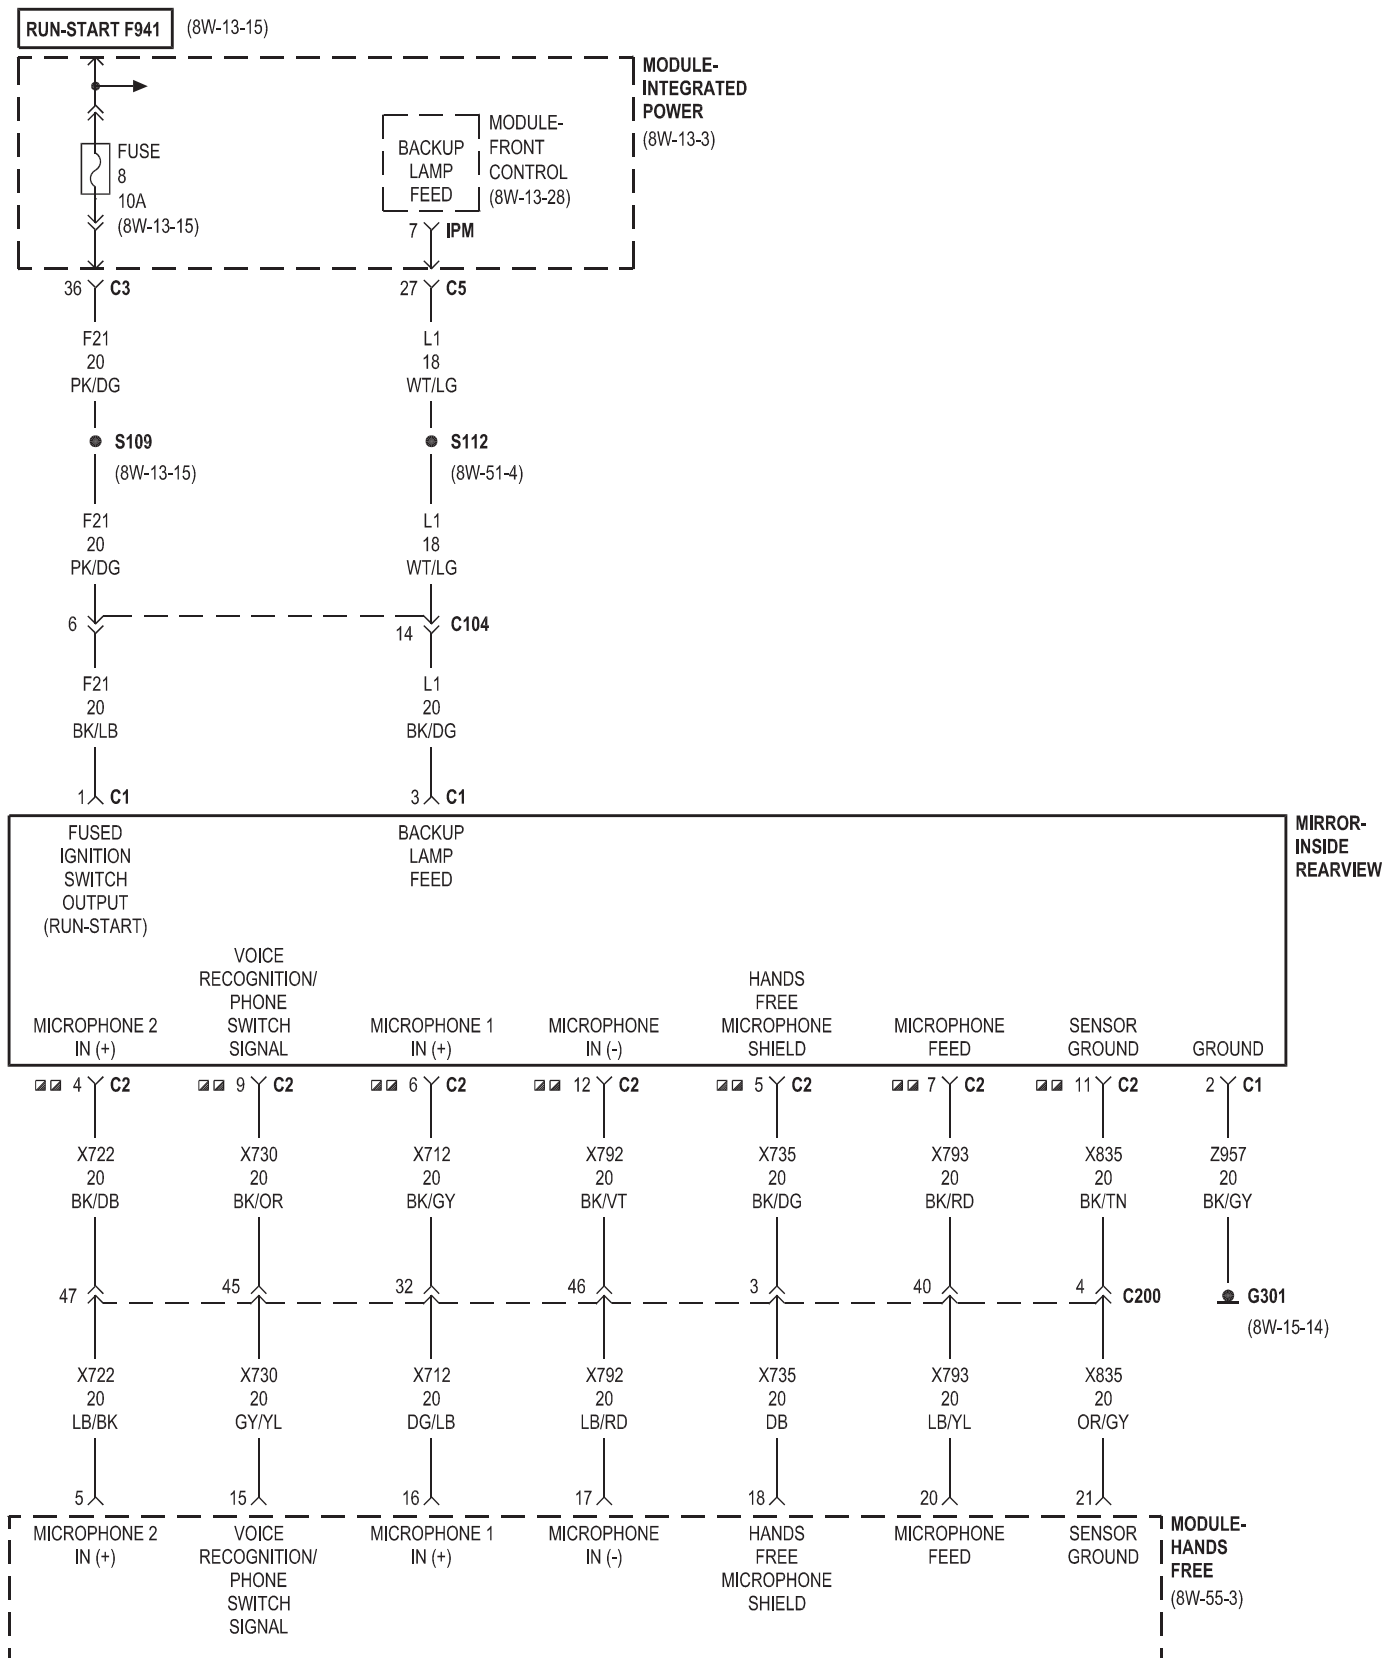 RUN-START F941 (8W-13-15)
MODULE-
INTEGRATED
POWER
(8W-13-3)
FUSE
8
10A
(8W-13-15)
BACKUP
LAMP
FEED
MODULE-
FRONT
CONTROL
(8W-13-28)
7 IPM
36 C3
27 C5
F21
20
PK/DG
L1
18
WT/LG
S109
(8W-13-15)
S112
(8W-51-4)
F21
20
PK/DG
L1
18
WT/LG
6
14
C104
F21
20
BK/LB
L1
20
BK/DG
1 C1
3 C1
MIRROR-
INSIDE
REARVIEW
FUSED
IGNITION
SWITCH
OUTPUT
(RUN-START)
BACKUP
LAMP
FEED
MICROPHONE 2
IN (+)
VOICE
RECOGNITION/
PHONE
SWITCH
SIGNAL
MICROPHONE 1
IN (+)
MICROPHONE
IN (-)
HANDS
FREE
MICROPHONE
SHIELD
MICROPHONE
FEED
SENSOR
GROUND
GROUND
4 C2
9 C2
6 C2
12 C2
5 C2
7 C2
11 C2
2 C1
X722
20
BK/DB
X730
20
BK/OR
X712
20
BK/GY
X792
20
BK/VT
X735
20
BK/DG
X793
20
BK/RD
X835
20
BK/TN
Z957
20
BK/GY
47
45
32
46
3
40
4
C200
G301
(8W-15-14)
X722
20
LB/BK
X730
20
GY/YL
X712
20
DG/LB
X792
20
LB/RD
X735
20
DB
X793
20
LB/YL
X835
20
OR/GY
5
15
16
17
18
20
21
MICROPHONE 2
IN (+)
VOICE
RECOGNITION/
PHONE
SWITCH
SIGNAL
MICROPHONE 1
IN (+)
MICROPHONE
IN (-)
HANDS
FREE
MICROPHONE
SHIELD
MICROPHONE
FEED
SENSOR
GROUND
MODULE-
HANDS
FREE
(8W-55-3)